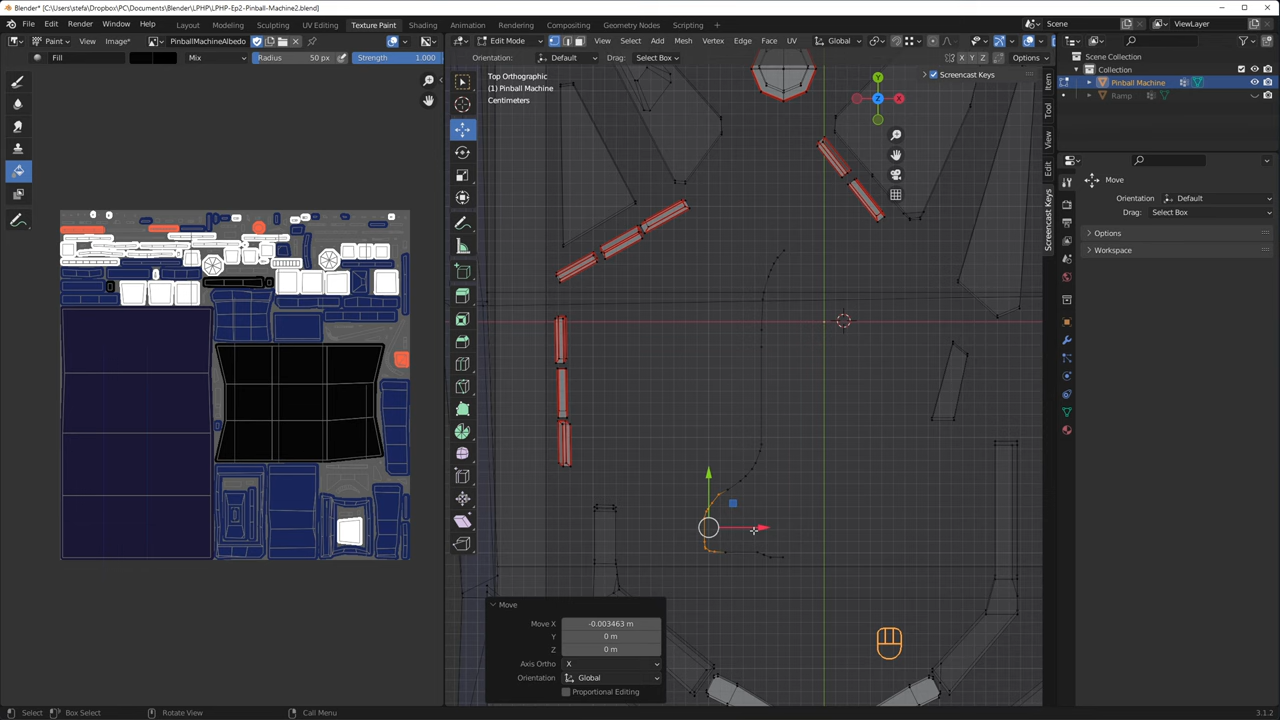 Blender* [C:\Users\stefa\Dropbox\PC\Documents\Blender\LPHP\LPHP-Ep2-Pinball-Machine2.blend]
File Edit Render Window Help Layout Modeling Sculpting UV Editing Texture Paint Shading Animation Rendering Compositing Geometry Nodes Scripting + Scene ViewLayer
Paint View Image* PinballMachineAlbedo Edit Mode View Select Add Mesh Vertex Edge Face UV Global
Fill Mix Radius 50 px Strength 1.000 Orientation: Default Drag: Select Box X Y Z Options
Scene Collection
Collection
Pinball Machine
Ramp
Top Orthographic
(1) Pinball Machine
Centimeters
Screencast Keys
Y
X
Z
Item
Tool
View
Edit
Screencast Keys
Move
Orientation Default
Drag: Select Box
Options
Workspace
Move
Move X -0.003463 m
Y 0 m
Z 0 m
Axis Ortho X
Orientation Global
Proportional Editing
Select Box Select Rotate View Call Menu 3.1.2